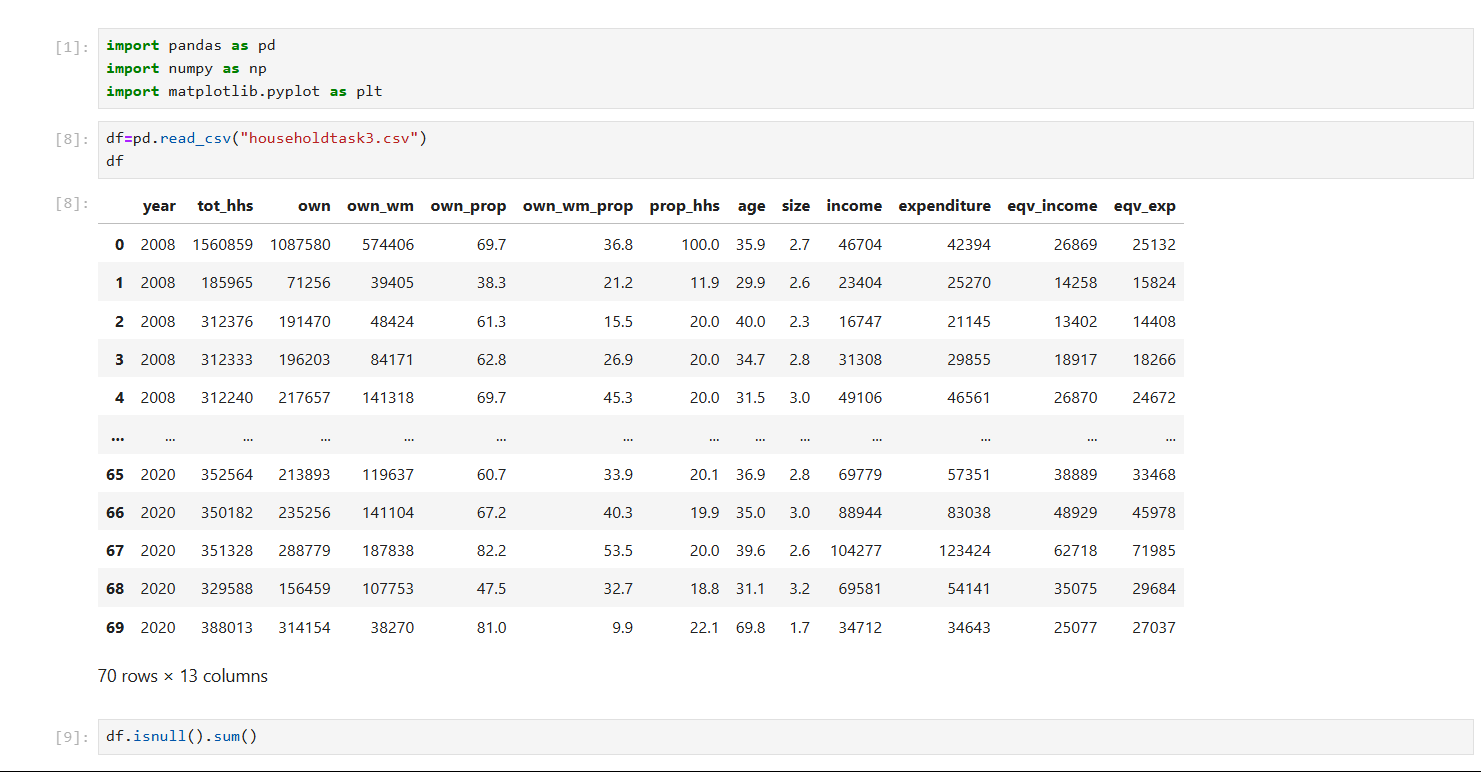 [1]: import pandas as pd
import numpy as np
import matplotlib.pyplot as plt
[8]: df=pd.read_csv("householdtask3.csv")
df
[8]: year tot_hhs own own_wm own_prop own_wm_prop prop_hhs age size income expenditure eqv_income eqv_exp
0 2008 1560859 1087580 574406 69.7 36.8 100.0 35.9 2.7 46704 42394 26869 25132
1 2008 185965 71256 39405 38.3 21.2 11.9 29.9 2.6 23404 25270 14258 15824
2 2008 312376 191470 48424 61.3 15.5 20.0 40.0 2.3 16747 21145 13402 14408
3 2008 312333 196203 84171 62.8 26.9 20.0 34.7 2.8 31308 29855 18917 18266
4 2008 312240 217657 141318 69.7 45.3 20.0 31.5 3.0 49106 46561 26870 24672
... ... ... ... ... ... ... ... ... ... ... ... ... ...
65 2020 352564 213893 119637 60.7 33.9 20.1 36.9 2.8 69779 57351 38889 33468
66 2020 350182 235256 141104 67.2 40.3 19.9 35.0 3.0 88944 83038 48929 45978
67 2020 351328 288779 187838 82.2 53.5 20.0 39.6 2.6 104277 123424 62718 71985
68 2020 329588 156459 107753 47.5 32.7 18.8 31.1 3.2 69581 54141 35075 29684
69 2020 388013 314154 38270 81.0 9.9 22.1 69.8 1.7 34712 34643 25077 27037
70 rows × 13 columns
[9]: df.isnull().sum()